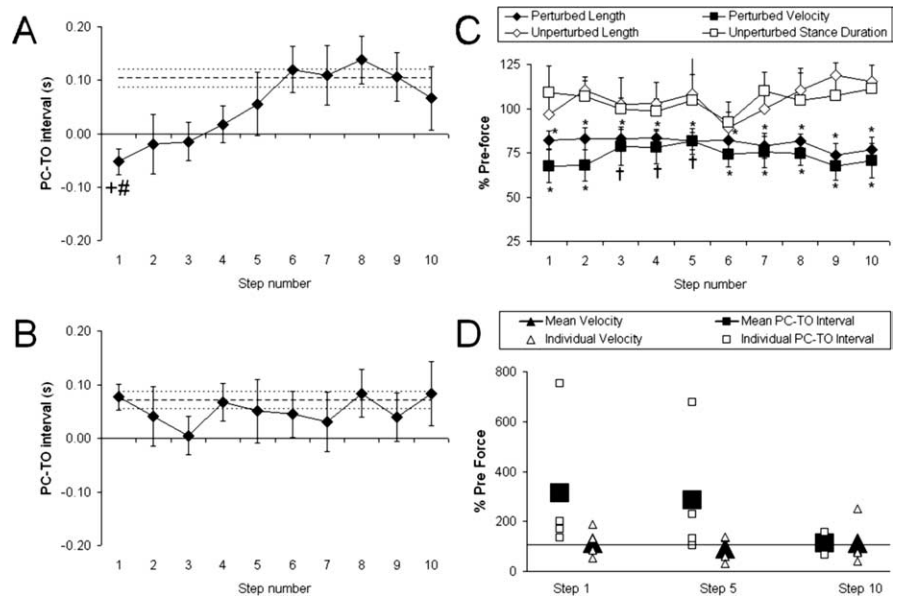 A
PC-TO interval (s)
0.20
0.10
0.00
-0.10
-0.20
+#
1 2 3 4 5 6 7 8 9 10
Step number
B
PC-TO interval (s)
0.20
0.10
0.00
-0.10
-0.20
1 2 3 4 5 6 7 8 9 10
Step number
C
Perturbed Length
Perturbed Velocity
Unperturbed Length
Unperturbed Stance Duration
% Pre-force
125
100
75
50
25
* * * * * * * * *
* * † † † * * * * *
1 2 3 4 5 6 7 8 9 10
Step number
D
Mean Velocity
Mean PC-TO Interval
Individual Velocity
Individual PC-TO Interval
% Pre Force
800
600
400
200
0
Step 1 Step 5 Step 10